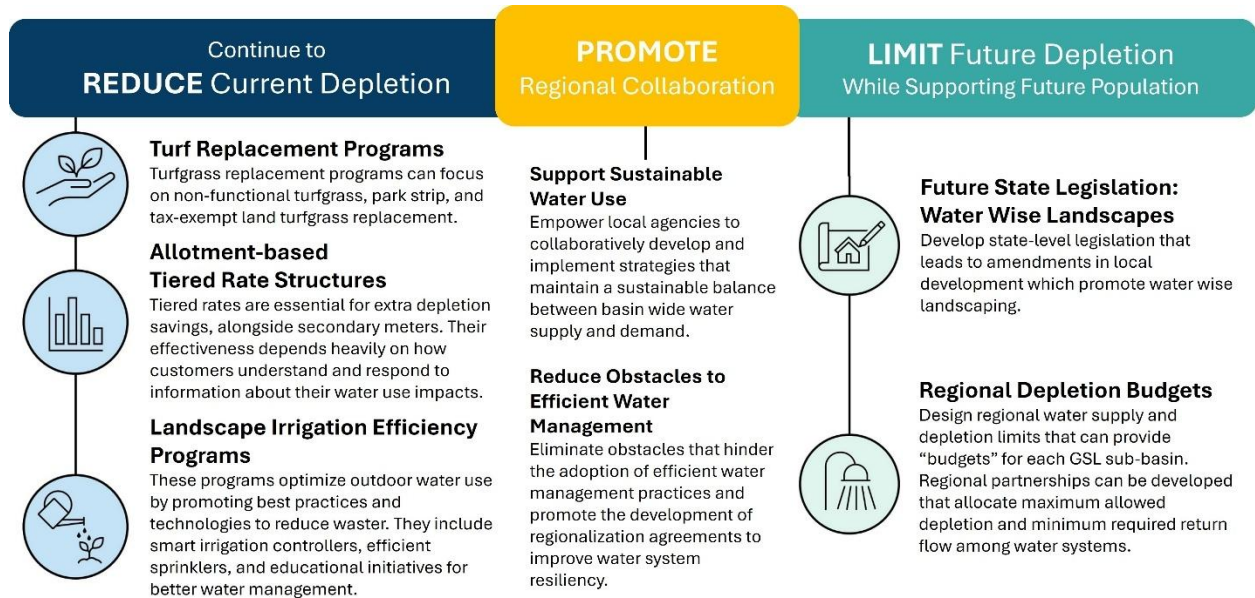 Continue to
REDUCE Current Depletion
Turf Replacement Programs
Turfgrass replacement programs can focus
on non-functional turfgrass, park strip, and
tax-exempt land turfgrass replacement.
Allotment-based
Tiered Rate Structures
Tiered rates are essential for extra depletion
savings, alongside secondary meters. Their
effectiveness depends heavily on how
customers understand and respond to
information about their water use impacts.
Landscape Irrigation Efficiency
Programs
These programs optimize outdoor water use
by promoting best practices and
technologies to reduce waster. They include
smart irrigation controllers, efficient
sprinklers, and educational initiatives for
better water management.
PROMOTE
Regional Collaboration
Support Sustainable
Water Use
Empower local agencies to
collaboratively develop and
implement strategies that
maintain a sustainable balance
between basin wide water
supply and demand.
Reduce Obstacles to
Efficient Water
Management
Eliminate obstacles that hinder
the adoption of efficient water
management practices and
promote the development of
regionalization agreements to
improve water system
resiliency.
LIMIT Future Depletion
While Supporting Future Population
Future State Legislation:
Water Wise Landscapes
Develop state-level legislation that
leads to amendments in local
development which promote water wise
landscaping.
Regional Depletion Budgets
Design regional water supply and
depletion limits that can provide
“budgets” for each GSL sub-basin.
Regional partnerships can be developed
that allocate maximum allowed
depletion and minimum required return
flow among water systems.